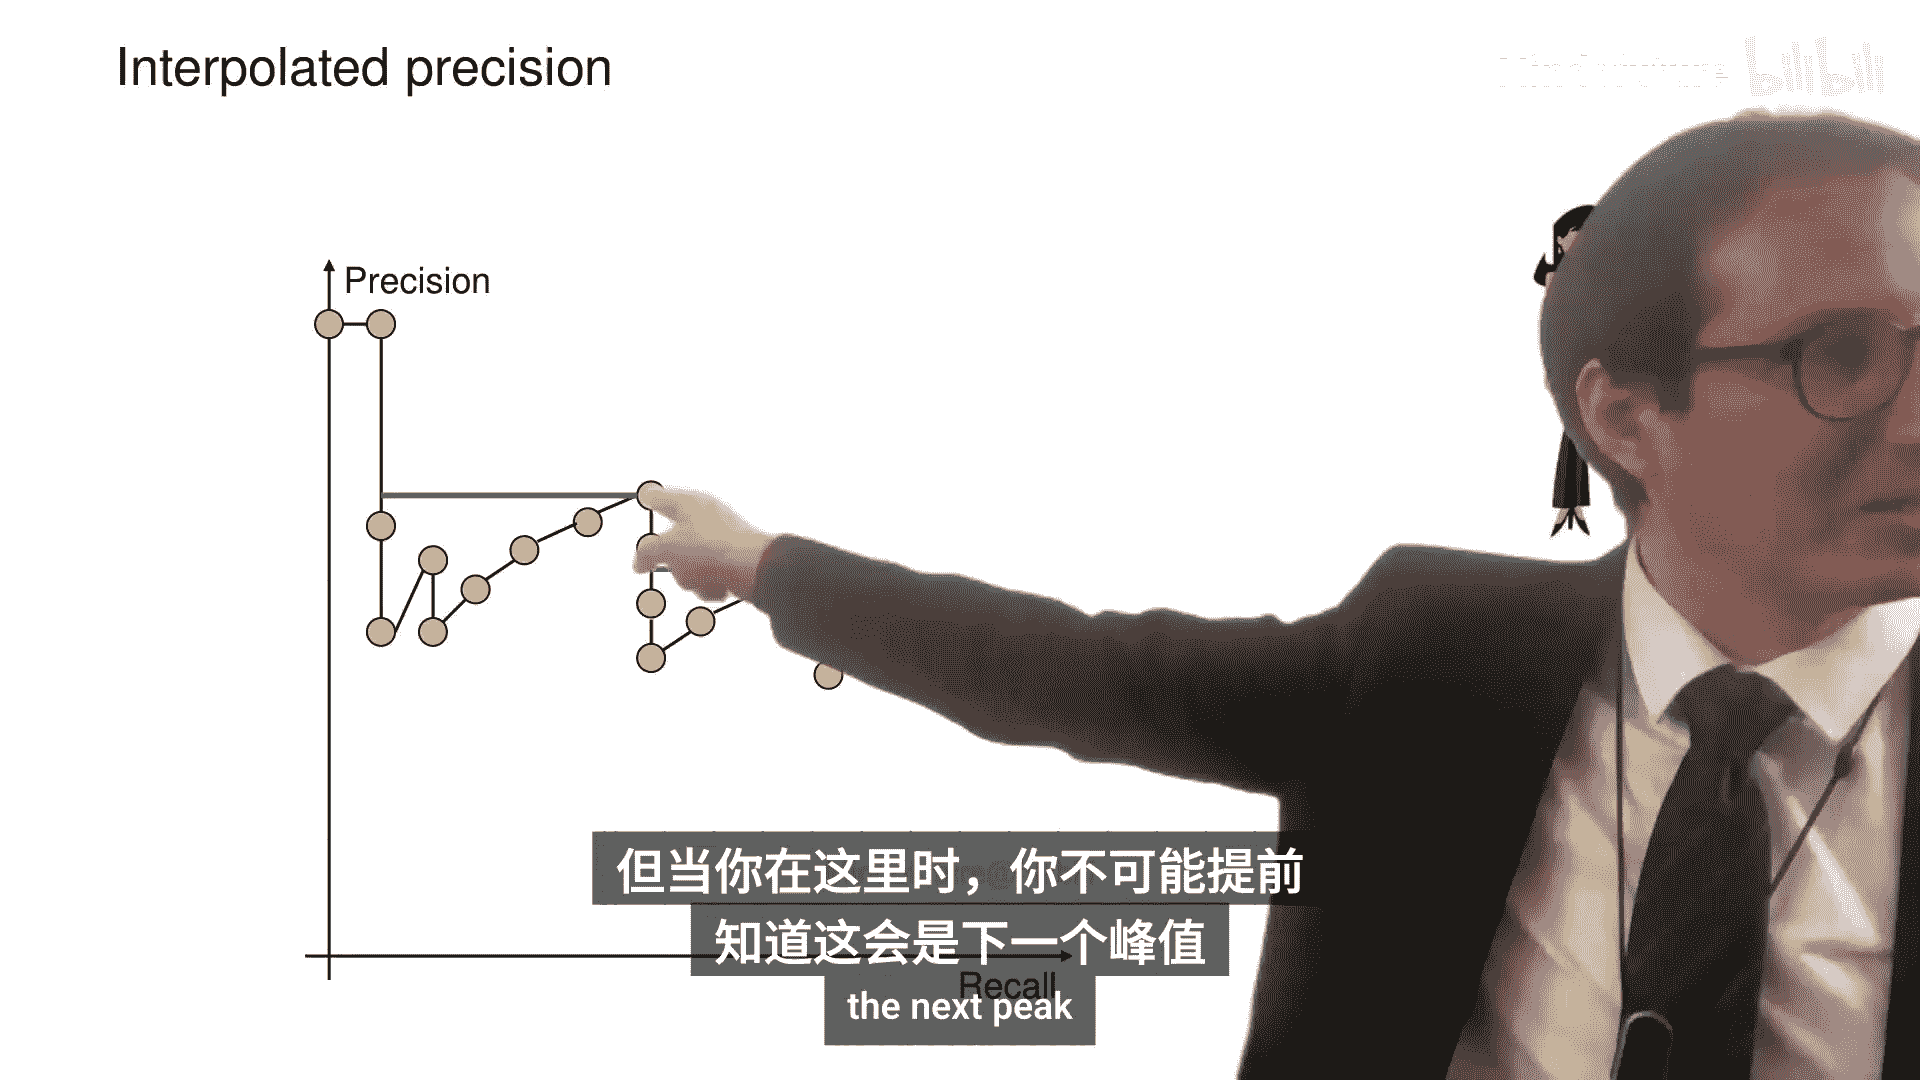 Interpolated precision
bilibili
Precision
但当你在这里时，你不可能提前
知道这会是下一个峰值
Recall
the next peak